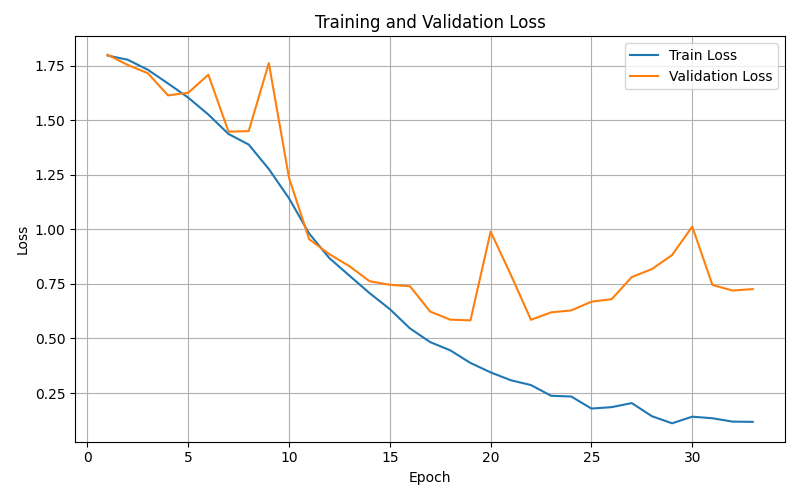 Training and Validation Loss
Train Loss
Validation Loss
1.75
1.50
1.25
1.00
0.75
0.50
0.25
Loss
0 5 10 15 20 25 30
Epoch